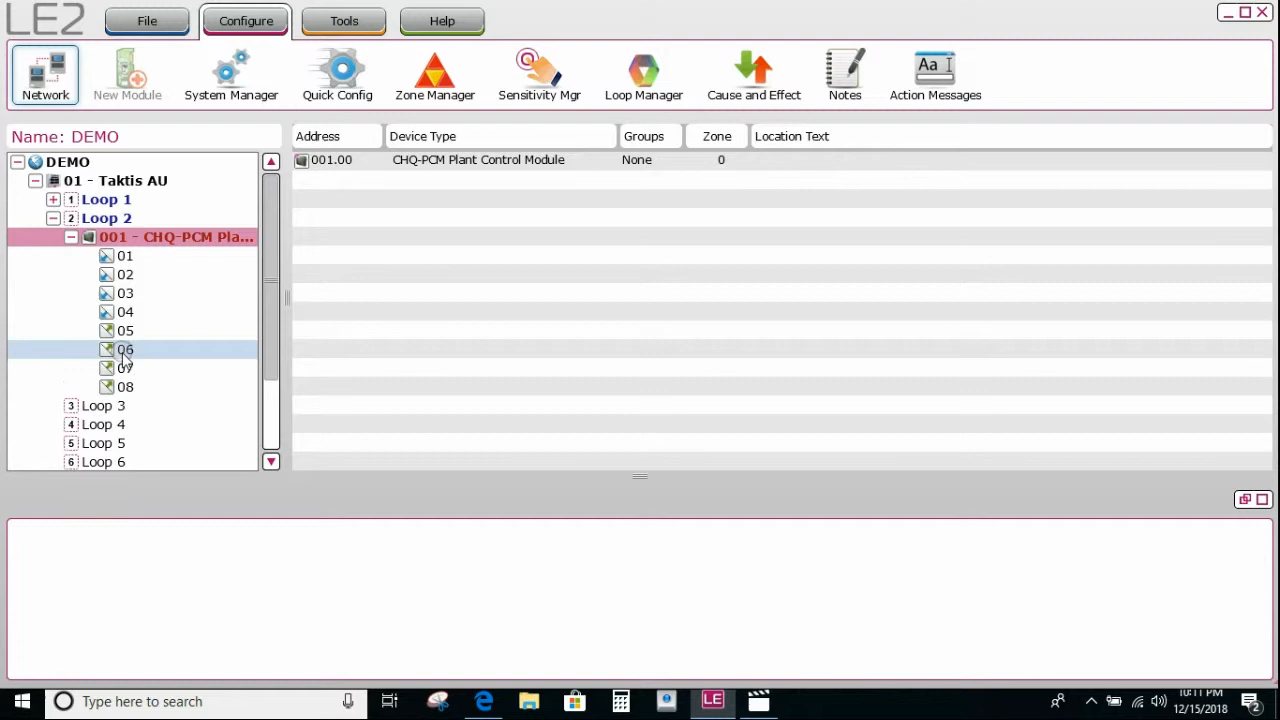 LE2
File
Configure
Tools
Help
Network
New Module
System Manager
Quick Config
Zone Manager
Sensitivity Mgr
Loop Manager
Cause and Effect
Aa
Notes
Action Messages
Name: DEMO
Address
Device Type
Groups
Zone
Location Text
001.00
CHQ-PCM Plant Control Module
None
0
DEMO
01 - Taktis AU
1 Loop 1
2 Loop 2
001 - CHQ-PCM Pla...
01
02
03
04
05
06
07
08
3 Loop 3
4 Loop 4
5 Loop 5
6 Loop 6
Type here to search
LE
10:11 PM
12/15/2018
2